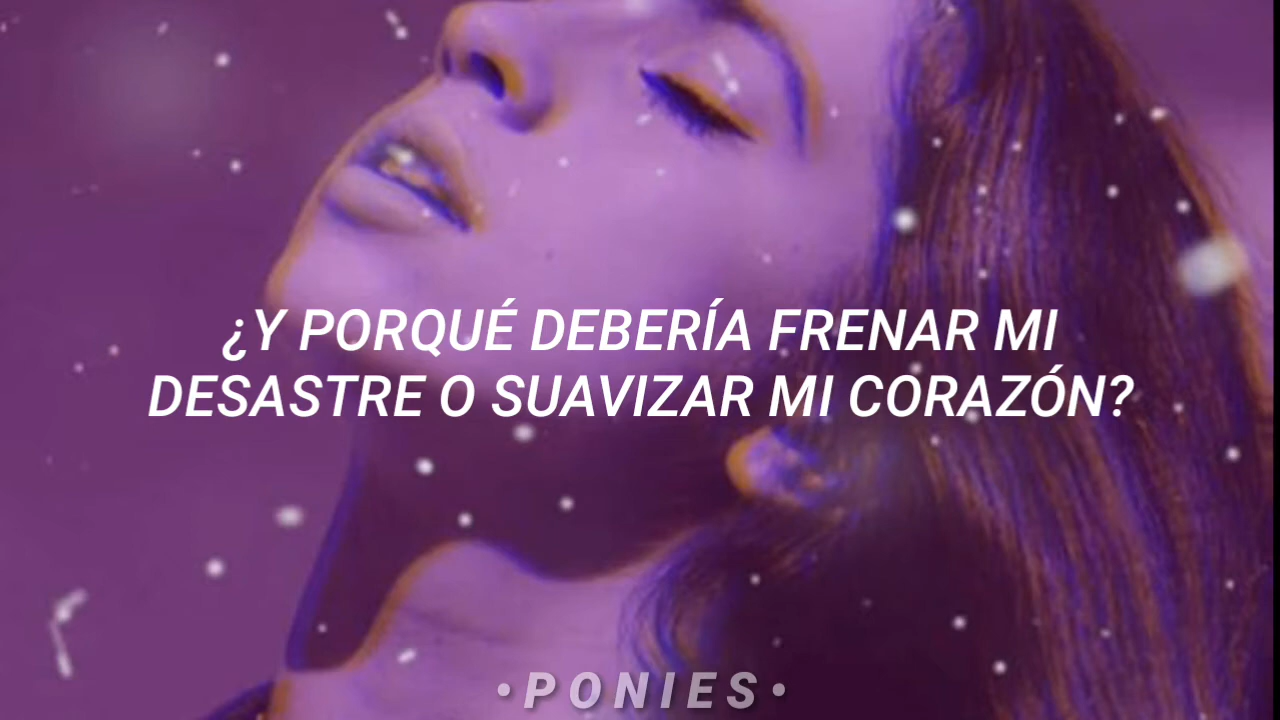 ¿Y PORQUÉ DEBERÍA FRENAR MI
DESASTRE O SUAVIZAR MI CORAZÓN?
•PONIES•